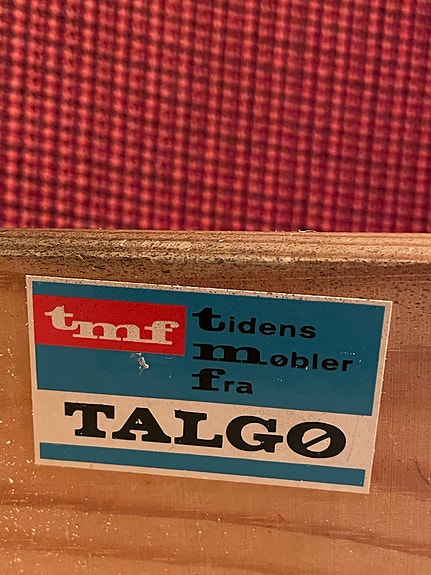 tmf
tidens
møbler
fra
TALGØ